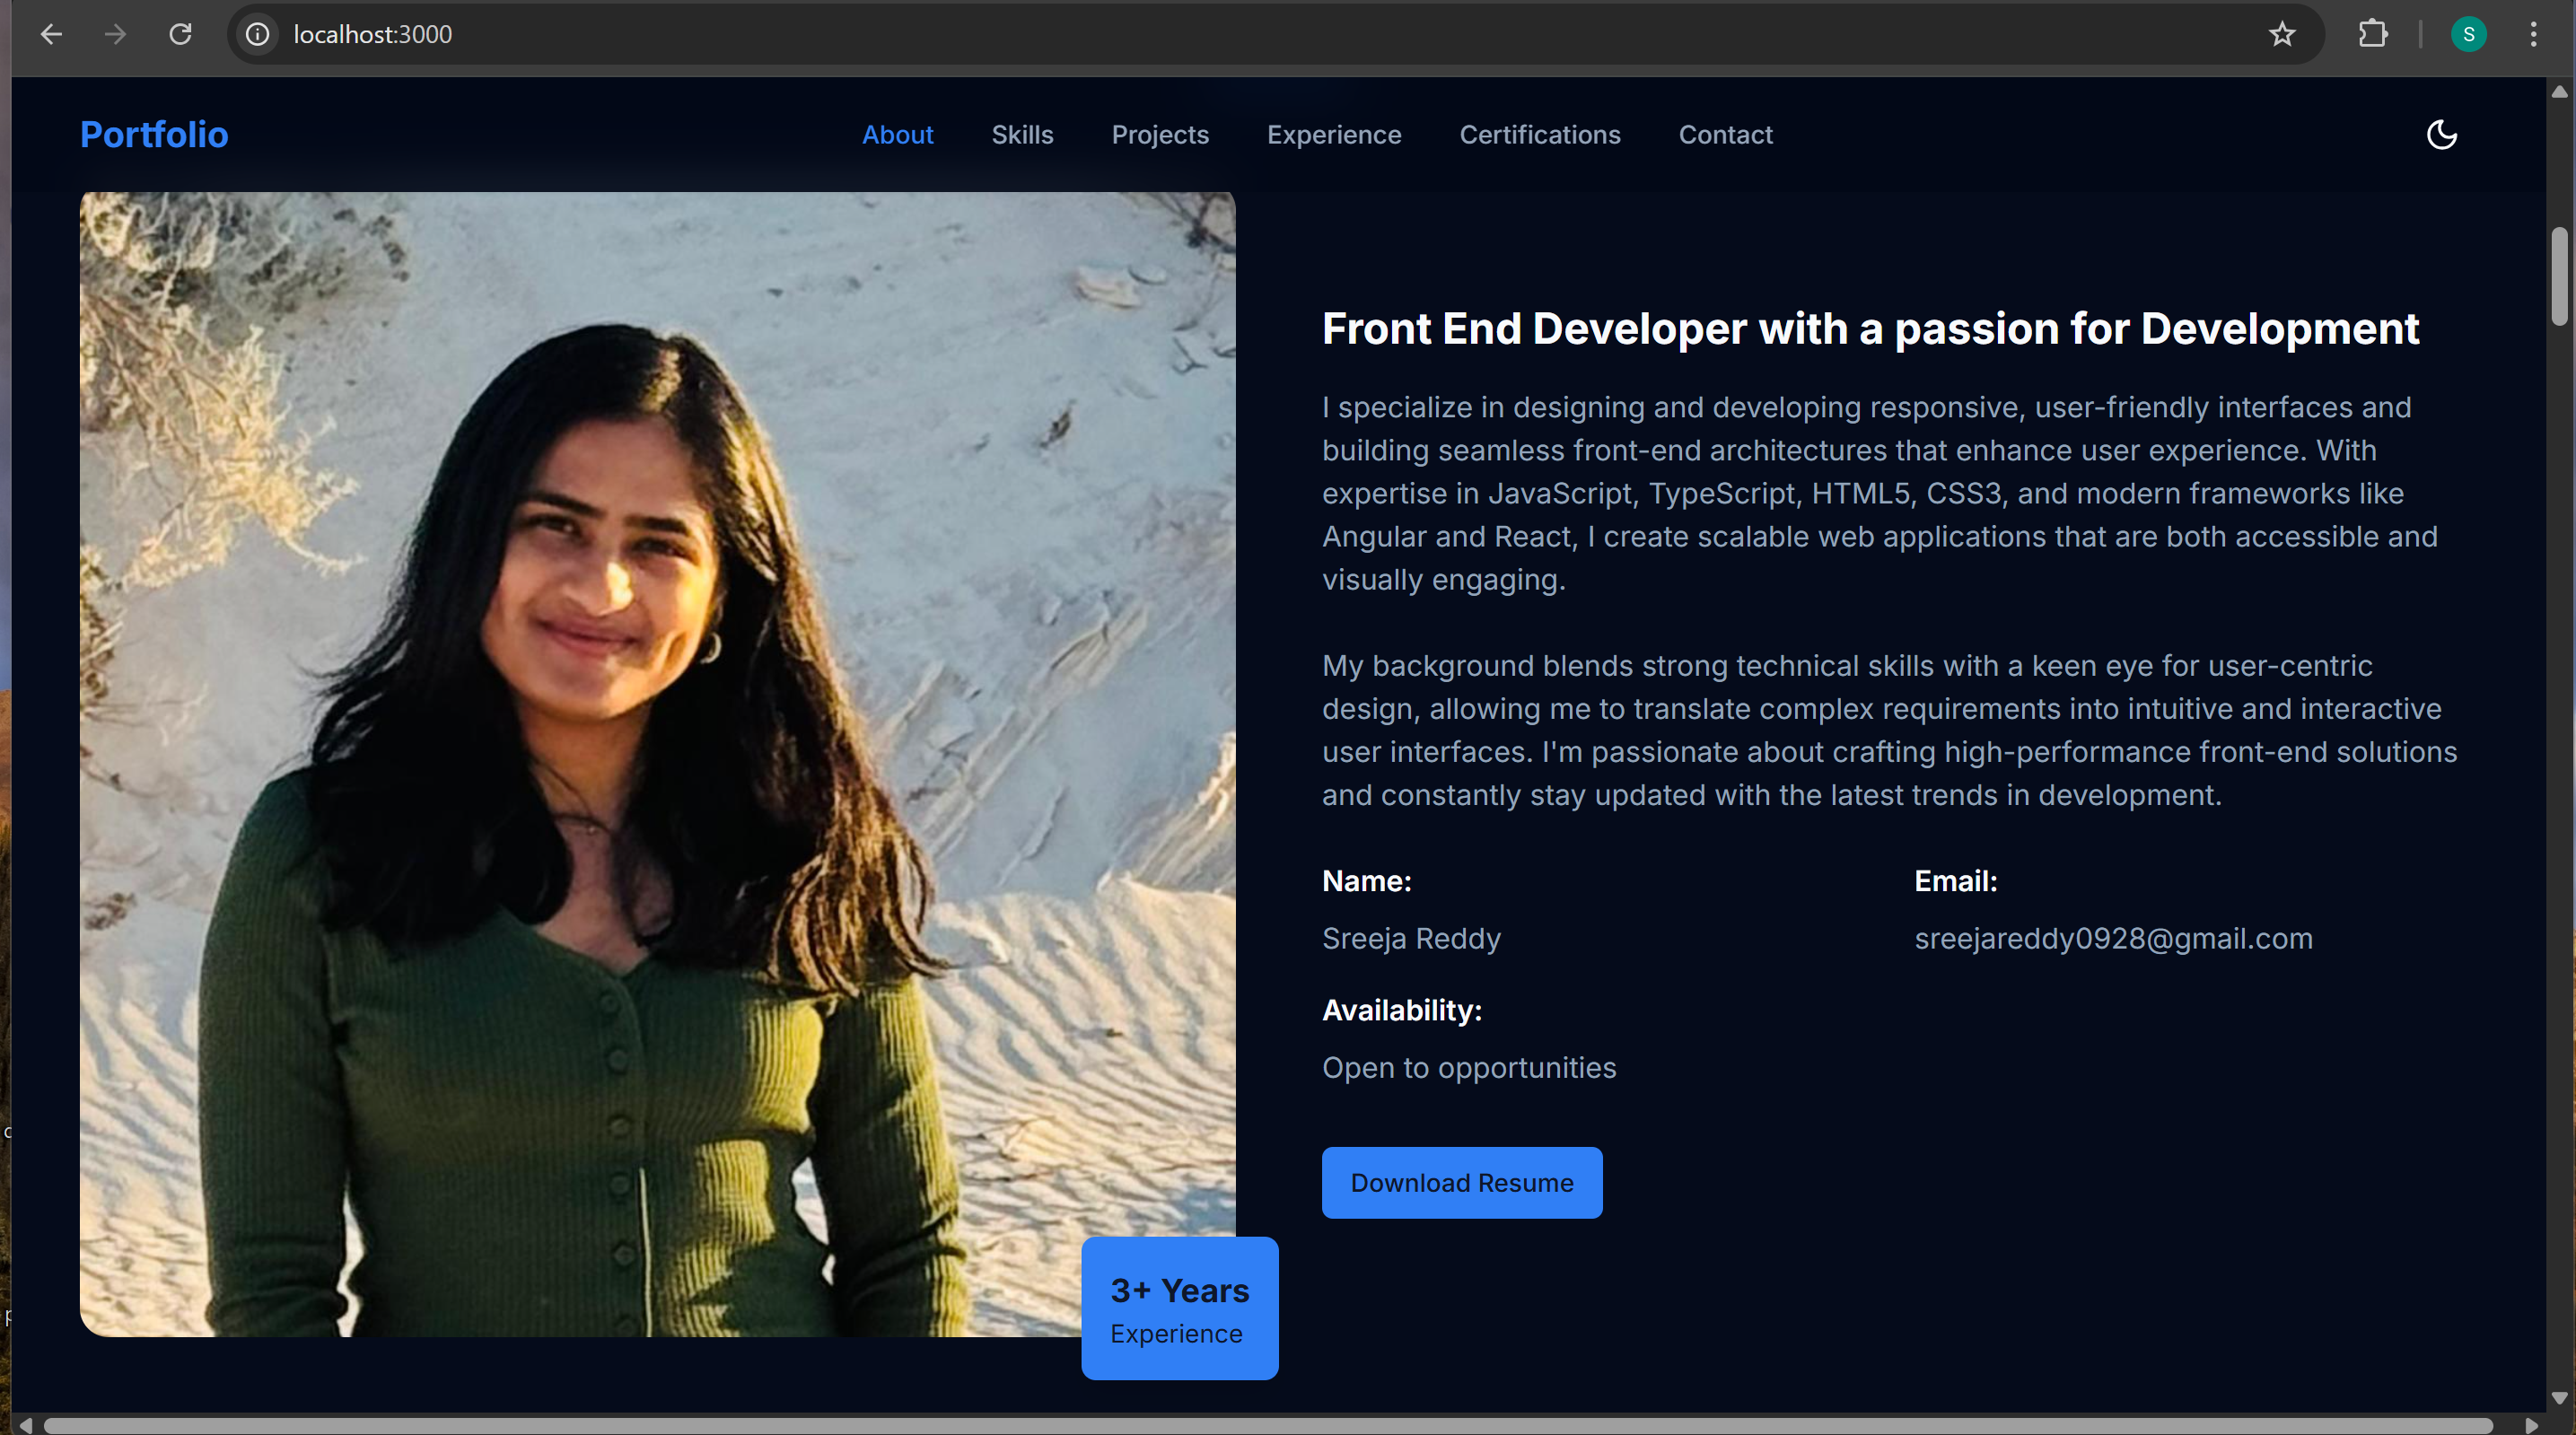 localhost:3000
S
Portfolio
About Skills Projects Experience Certifications Contact
Front End Developer with a passion for Development
I specialize in designing and developing responsive, user-friendly interfaces and
building seamless front-end architectures that enhance user experience. With
expertise in JavaScript, TypeScript, HTML5, CSS3, and modern frameworks like
Angular and React, I create scalable web applications that are both accessible and
visually engaging.
My background blends strong technical skills with a keen eye for user-centric
design, allowing me to translate complex requirements into intuitive and interactive
user interfaces. I'm passionate about crafting high-performance front-end solutions
and constantly stay updated with the latest trends in development.
Name:
Sreeja Reddy
Email:
sreejareddy0928@gmail.com
Availability:
Open to opportunities
Download Resume
3+ Years
Experience